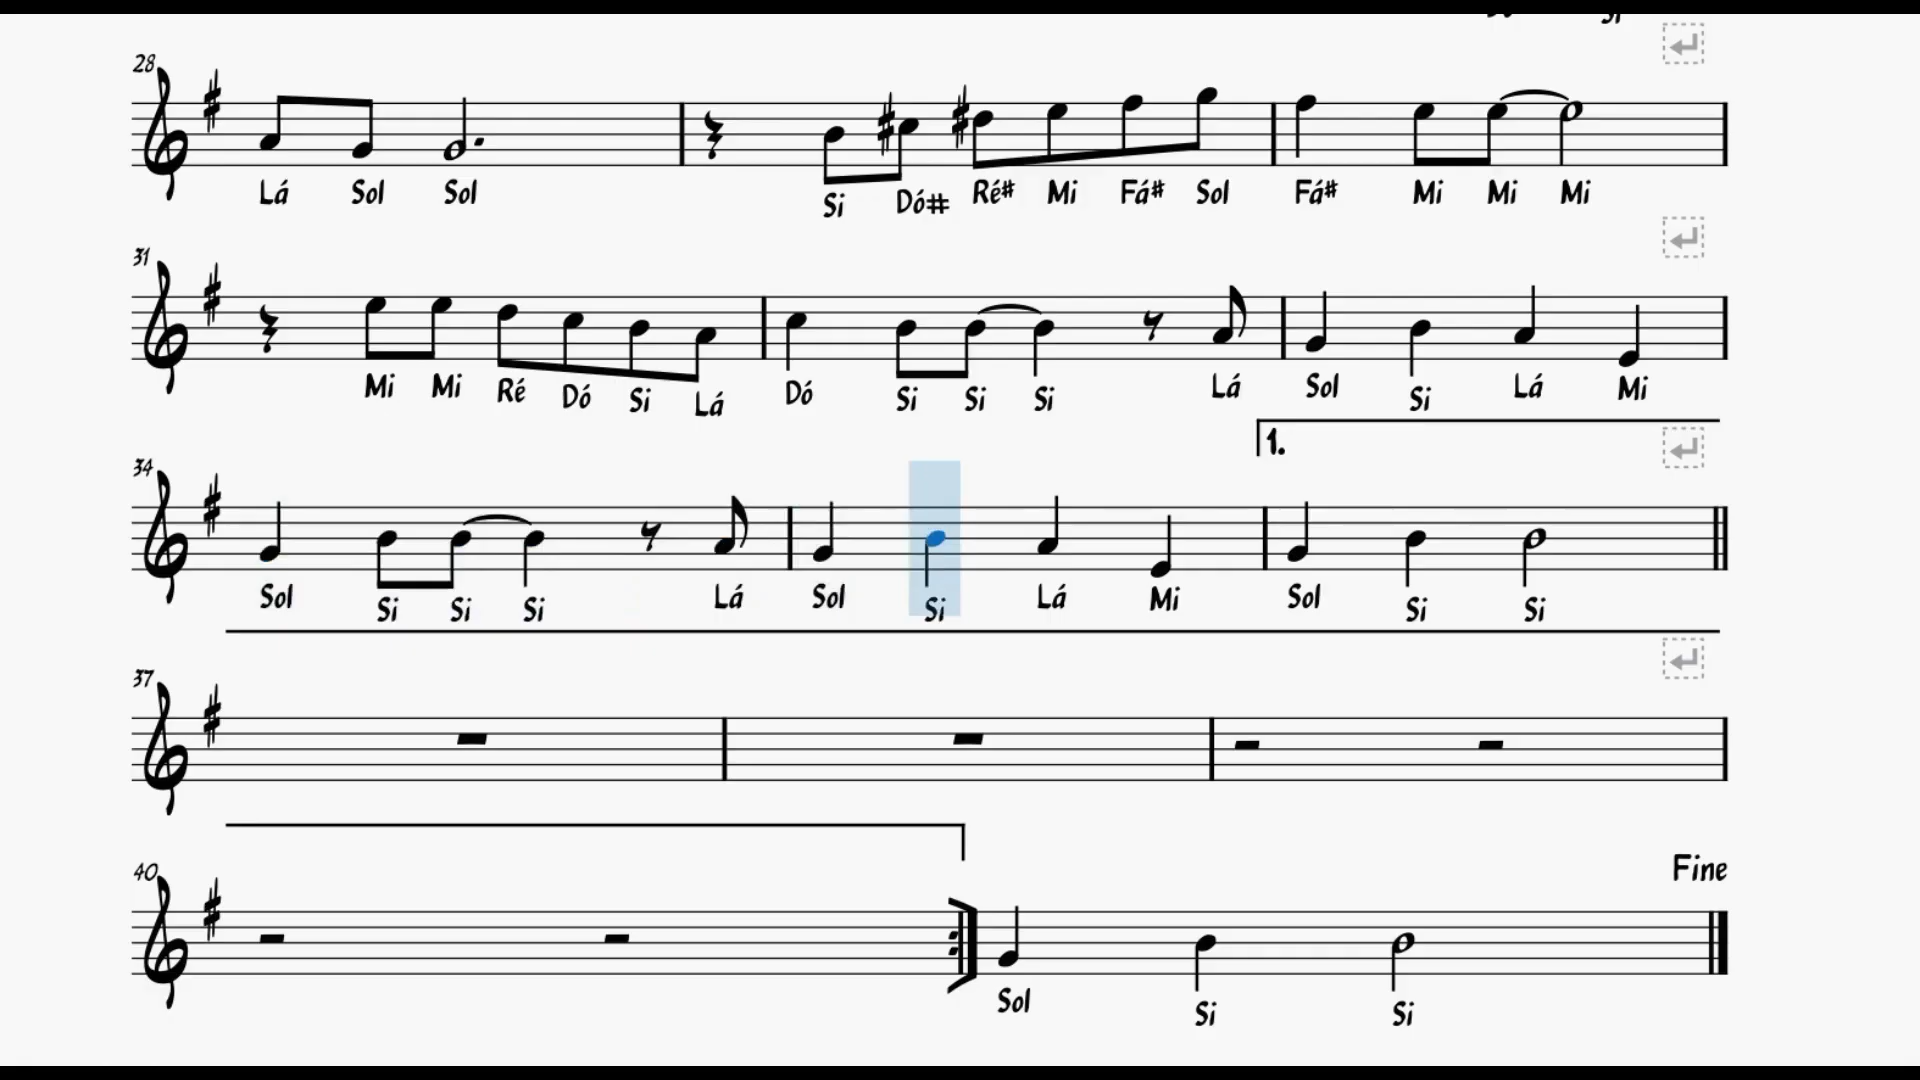 28
Lá Sol Sol Si Dó# Ré# Mi Fá# Sol Fá# Mi Mi Mi
31
Mi Mi Ré Dó Si Lá Dó Si Si Si Lá Sol Si Lá Mi
1.
34
Sol Si Si Si Lá Sol Si Lá Mi Sol Si Si
37
40
Fine
Sol Si Si